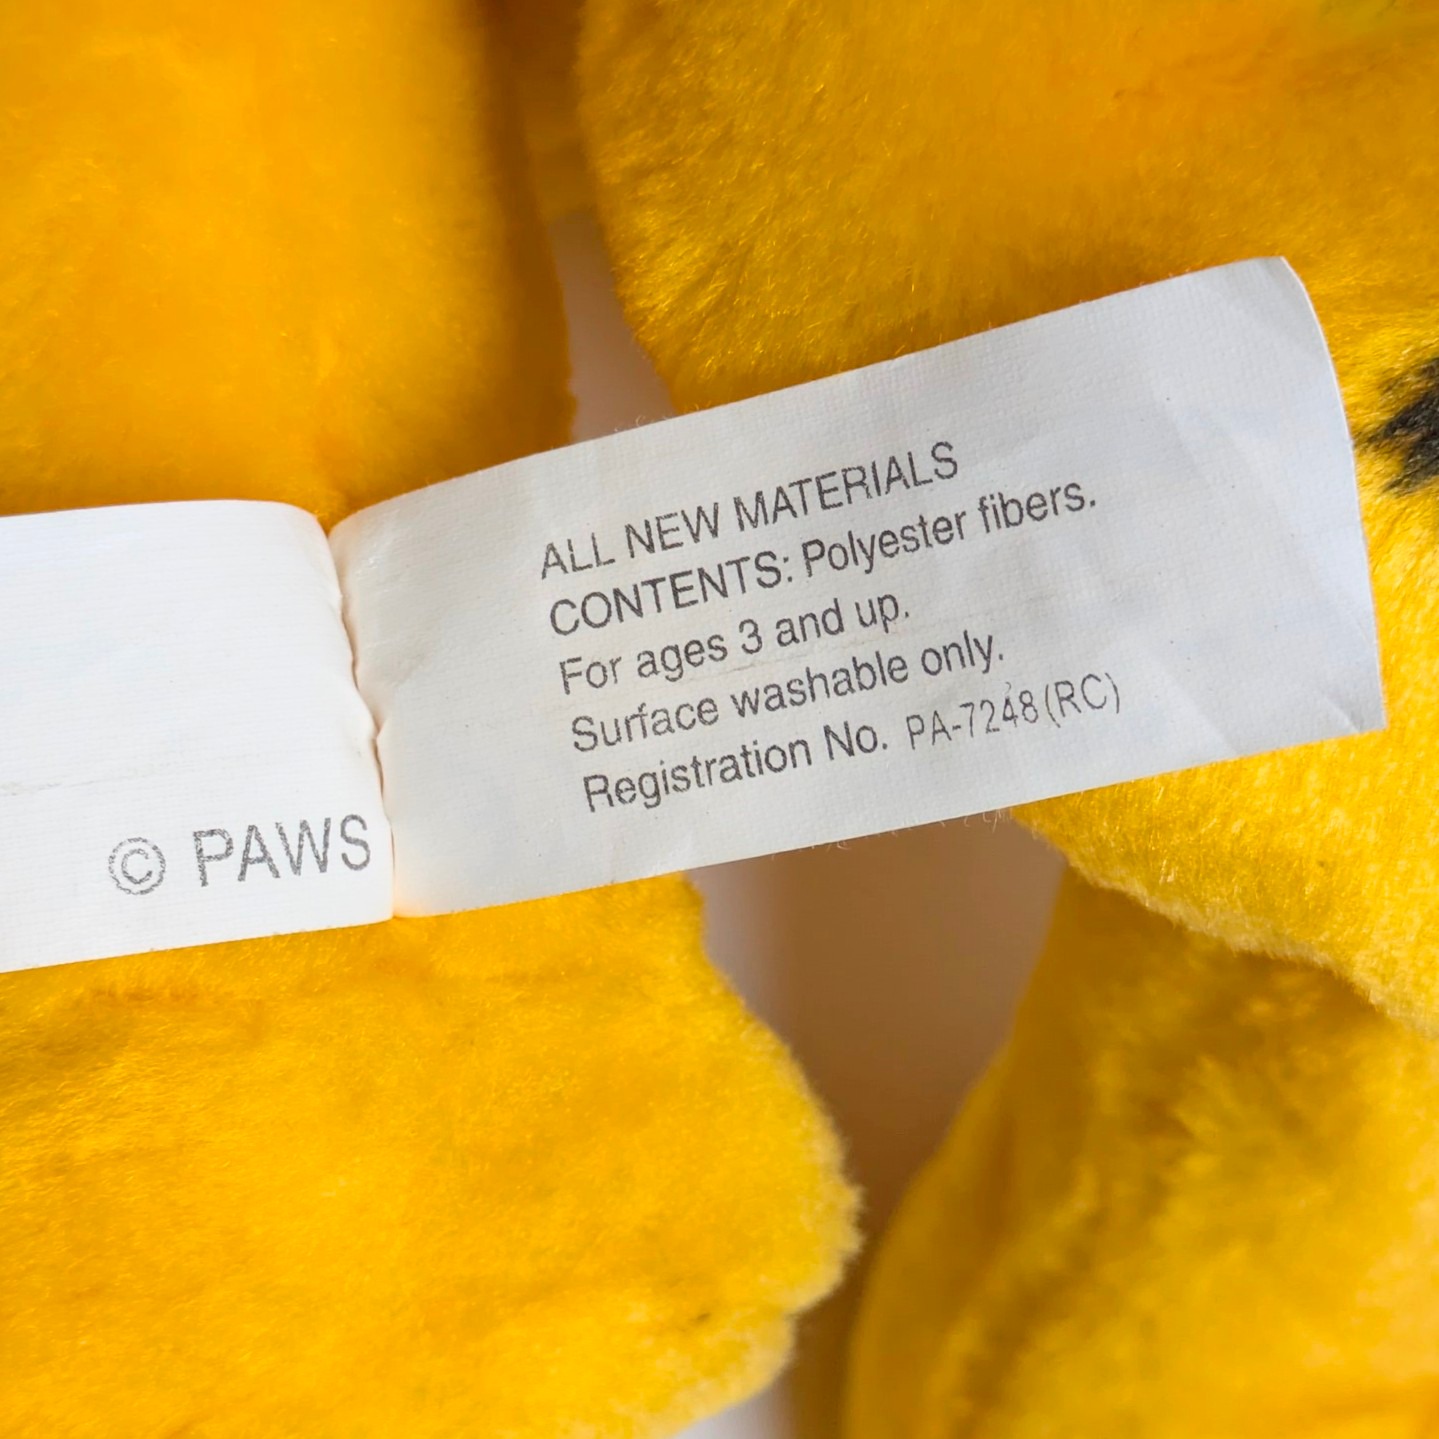 ALL NEW MATERIALS
CONTENTS: Polyester fibers.
For ages 3 and up.
Surface washable only.
Registration No. PA-7248(RC)
© PAWS